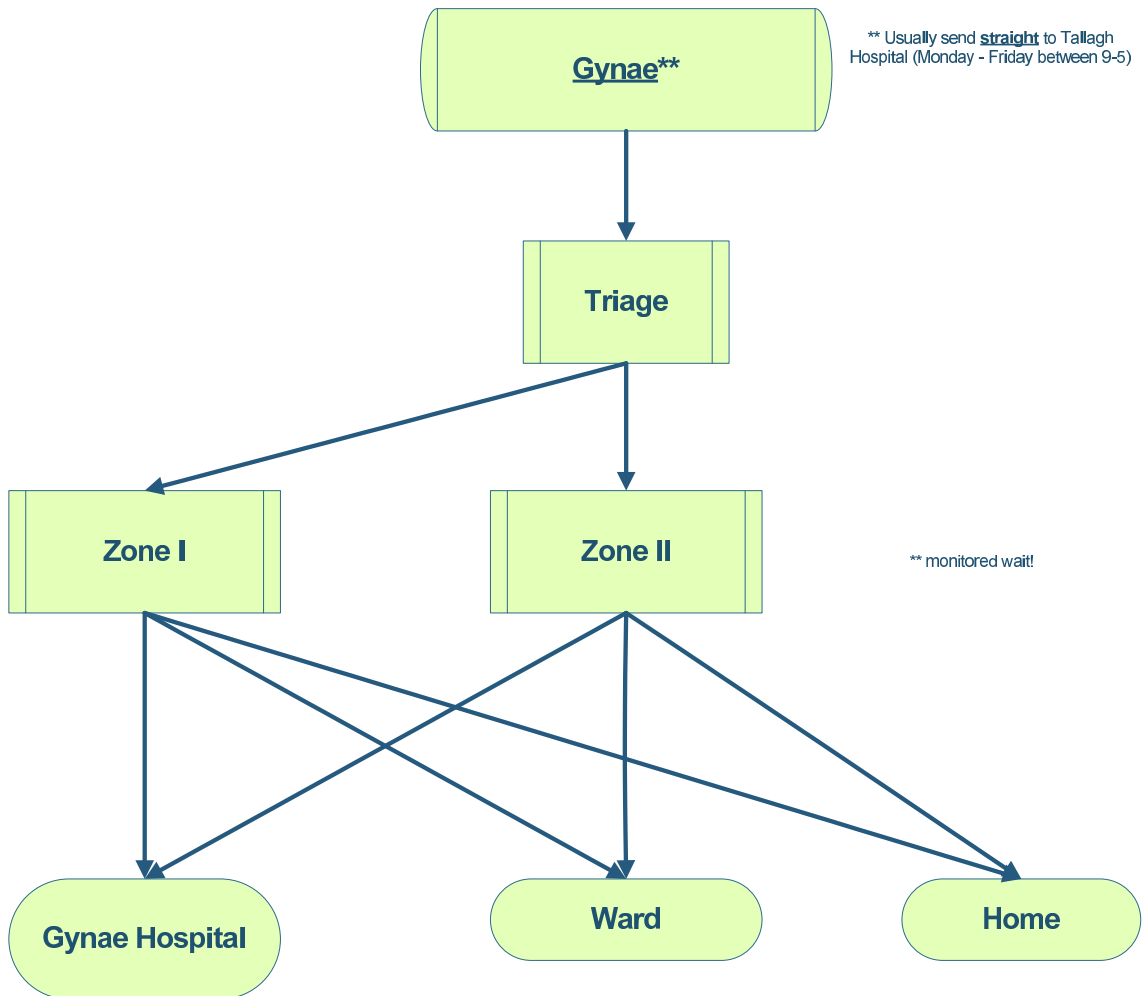 Gynae**
** Usually send straight to Tallagh
Hospital (Monday - Friday between 9-5)
Triage
Zone I
Zone II
** monitored wait!
Gynae Hospital
Ward
Home